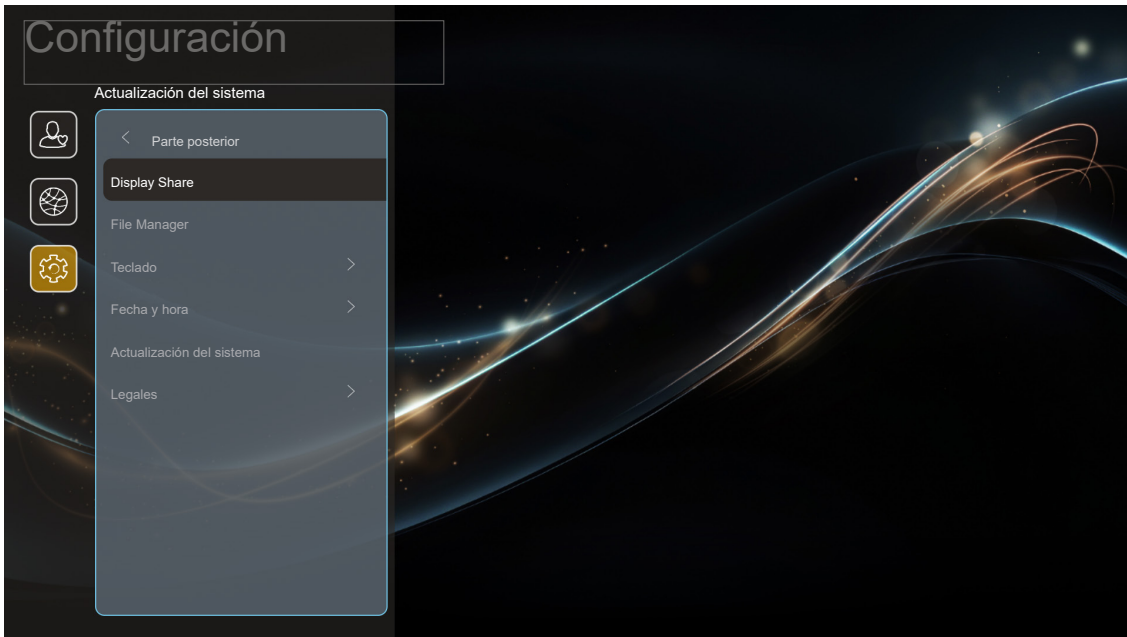 Configuración
Actualización del sistema
Parte posterior
Display Share
File Manager
Teclado
Fecha y hora
Actualización del sistema
Legales